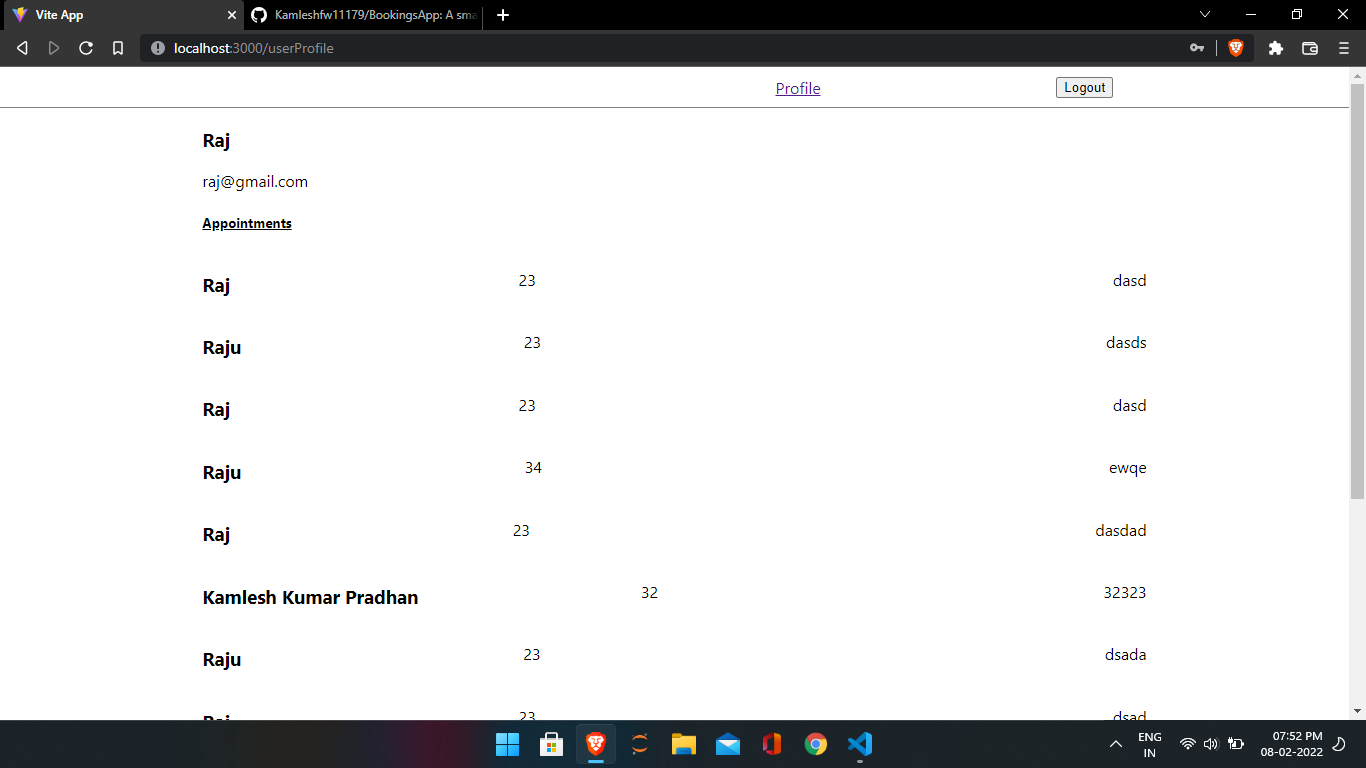 Vite App
Kamleshfw11179/BookingsApp: A sma
localhost:3000/userProfile
Profile
Logout
Raj
raj@gmail.com
Appointments
Raj 23 dasd
Raju 23 dasds
Raj 23 dasd
Raju 34 ewqe
Raj 23 dasdad
Kamlesh Kumar Pradhan 32 32323
Raju 23 dsada
Raj 23 dsad
ENG 07:52 PM
IN 08-02-2022